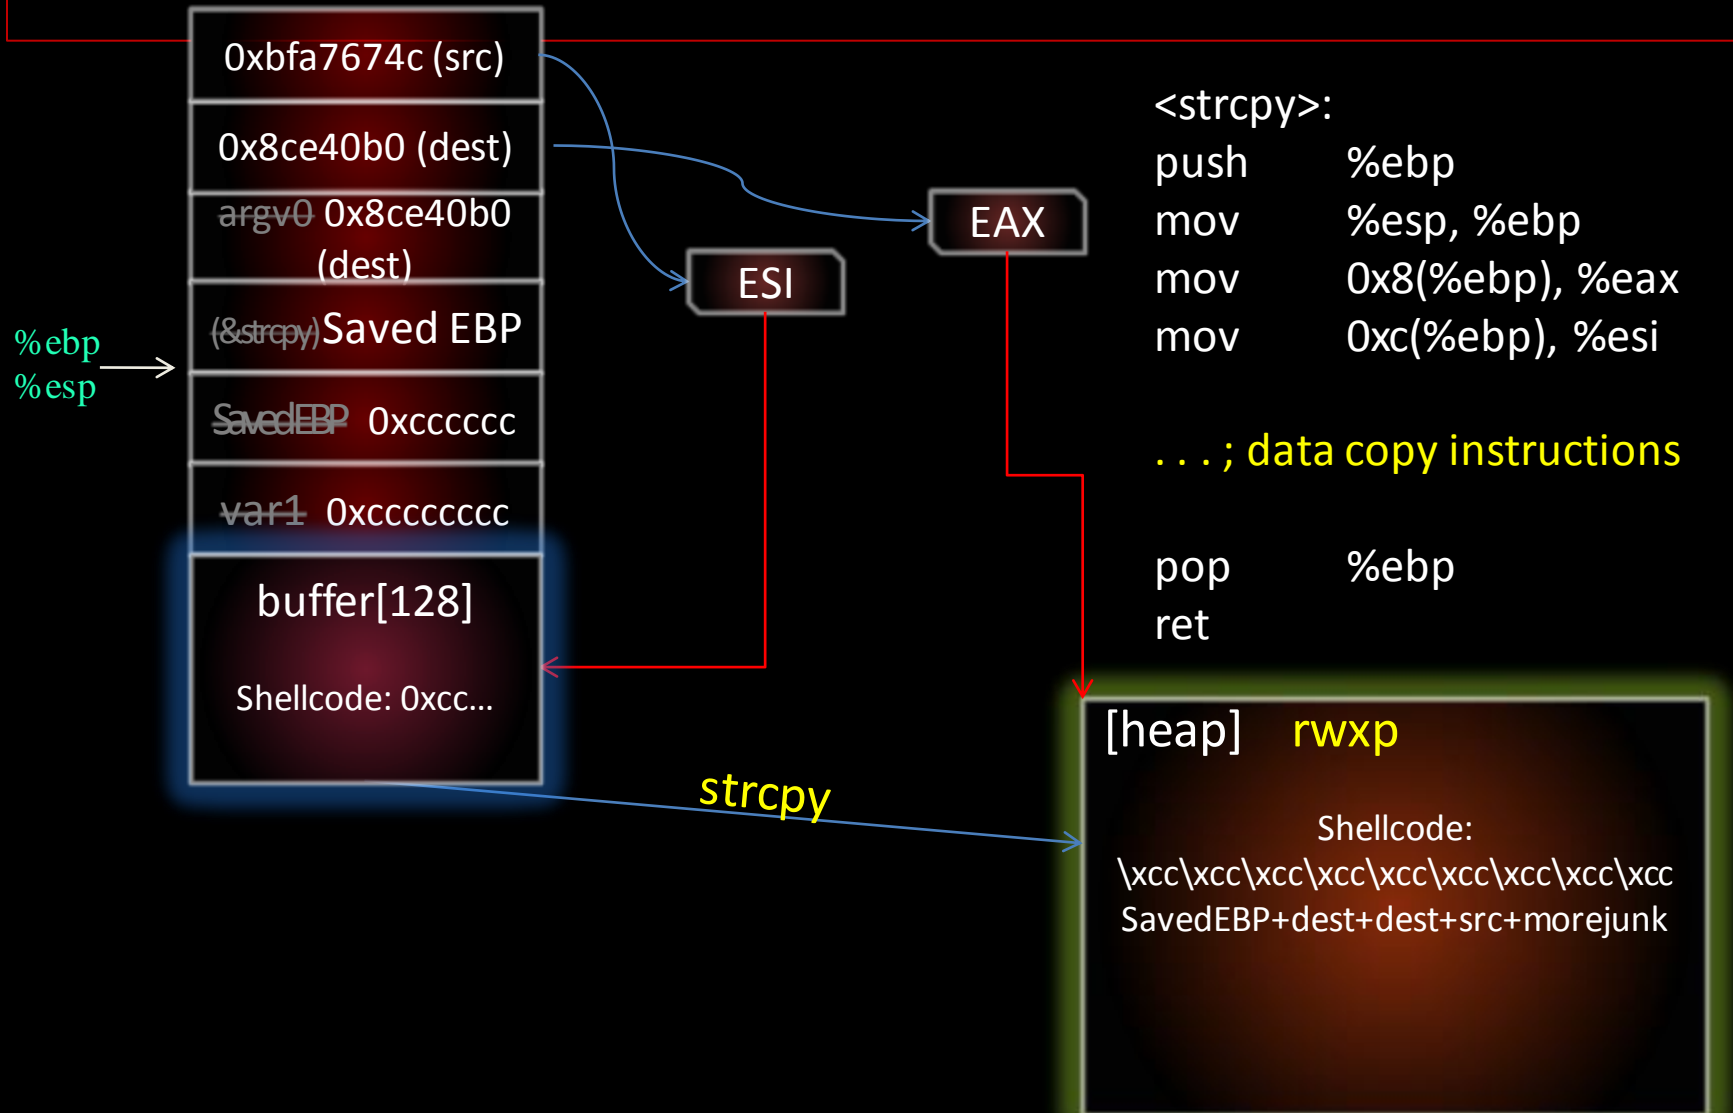 0xbfa7674c (src)
0x8ce40b0 (dest)
argv0 0x8ce40b0
(dest)
(&strcpy) Saved EBP
SavedEBP 0xcccccc
var1 0xcccccccc
buffer[128]
Shellcode: 0xcc...
%ebp
%esp
ESI
EAX
strcpy
<strcpy>:
push %ebp
mov %esp, %ebp
mov 0x8(%ebp), %eax
mov 0xc(%ebp), %esi
. . . ; data copy instructions
pop %ebp
ret
[heap] rwxp
Shellcode:
\xcc\xcc\xcc\xcc\xcc\xcc\xcc\xcc\xcc
SavedEBP+dest+dest+src+morejunk